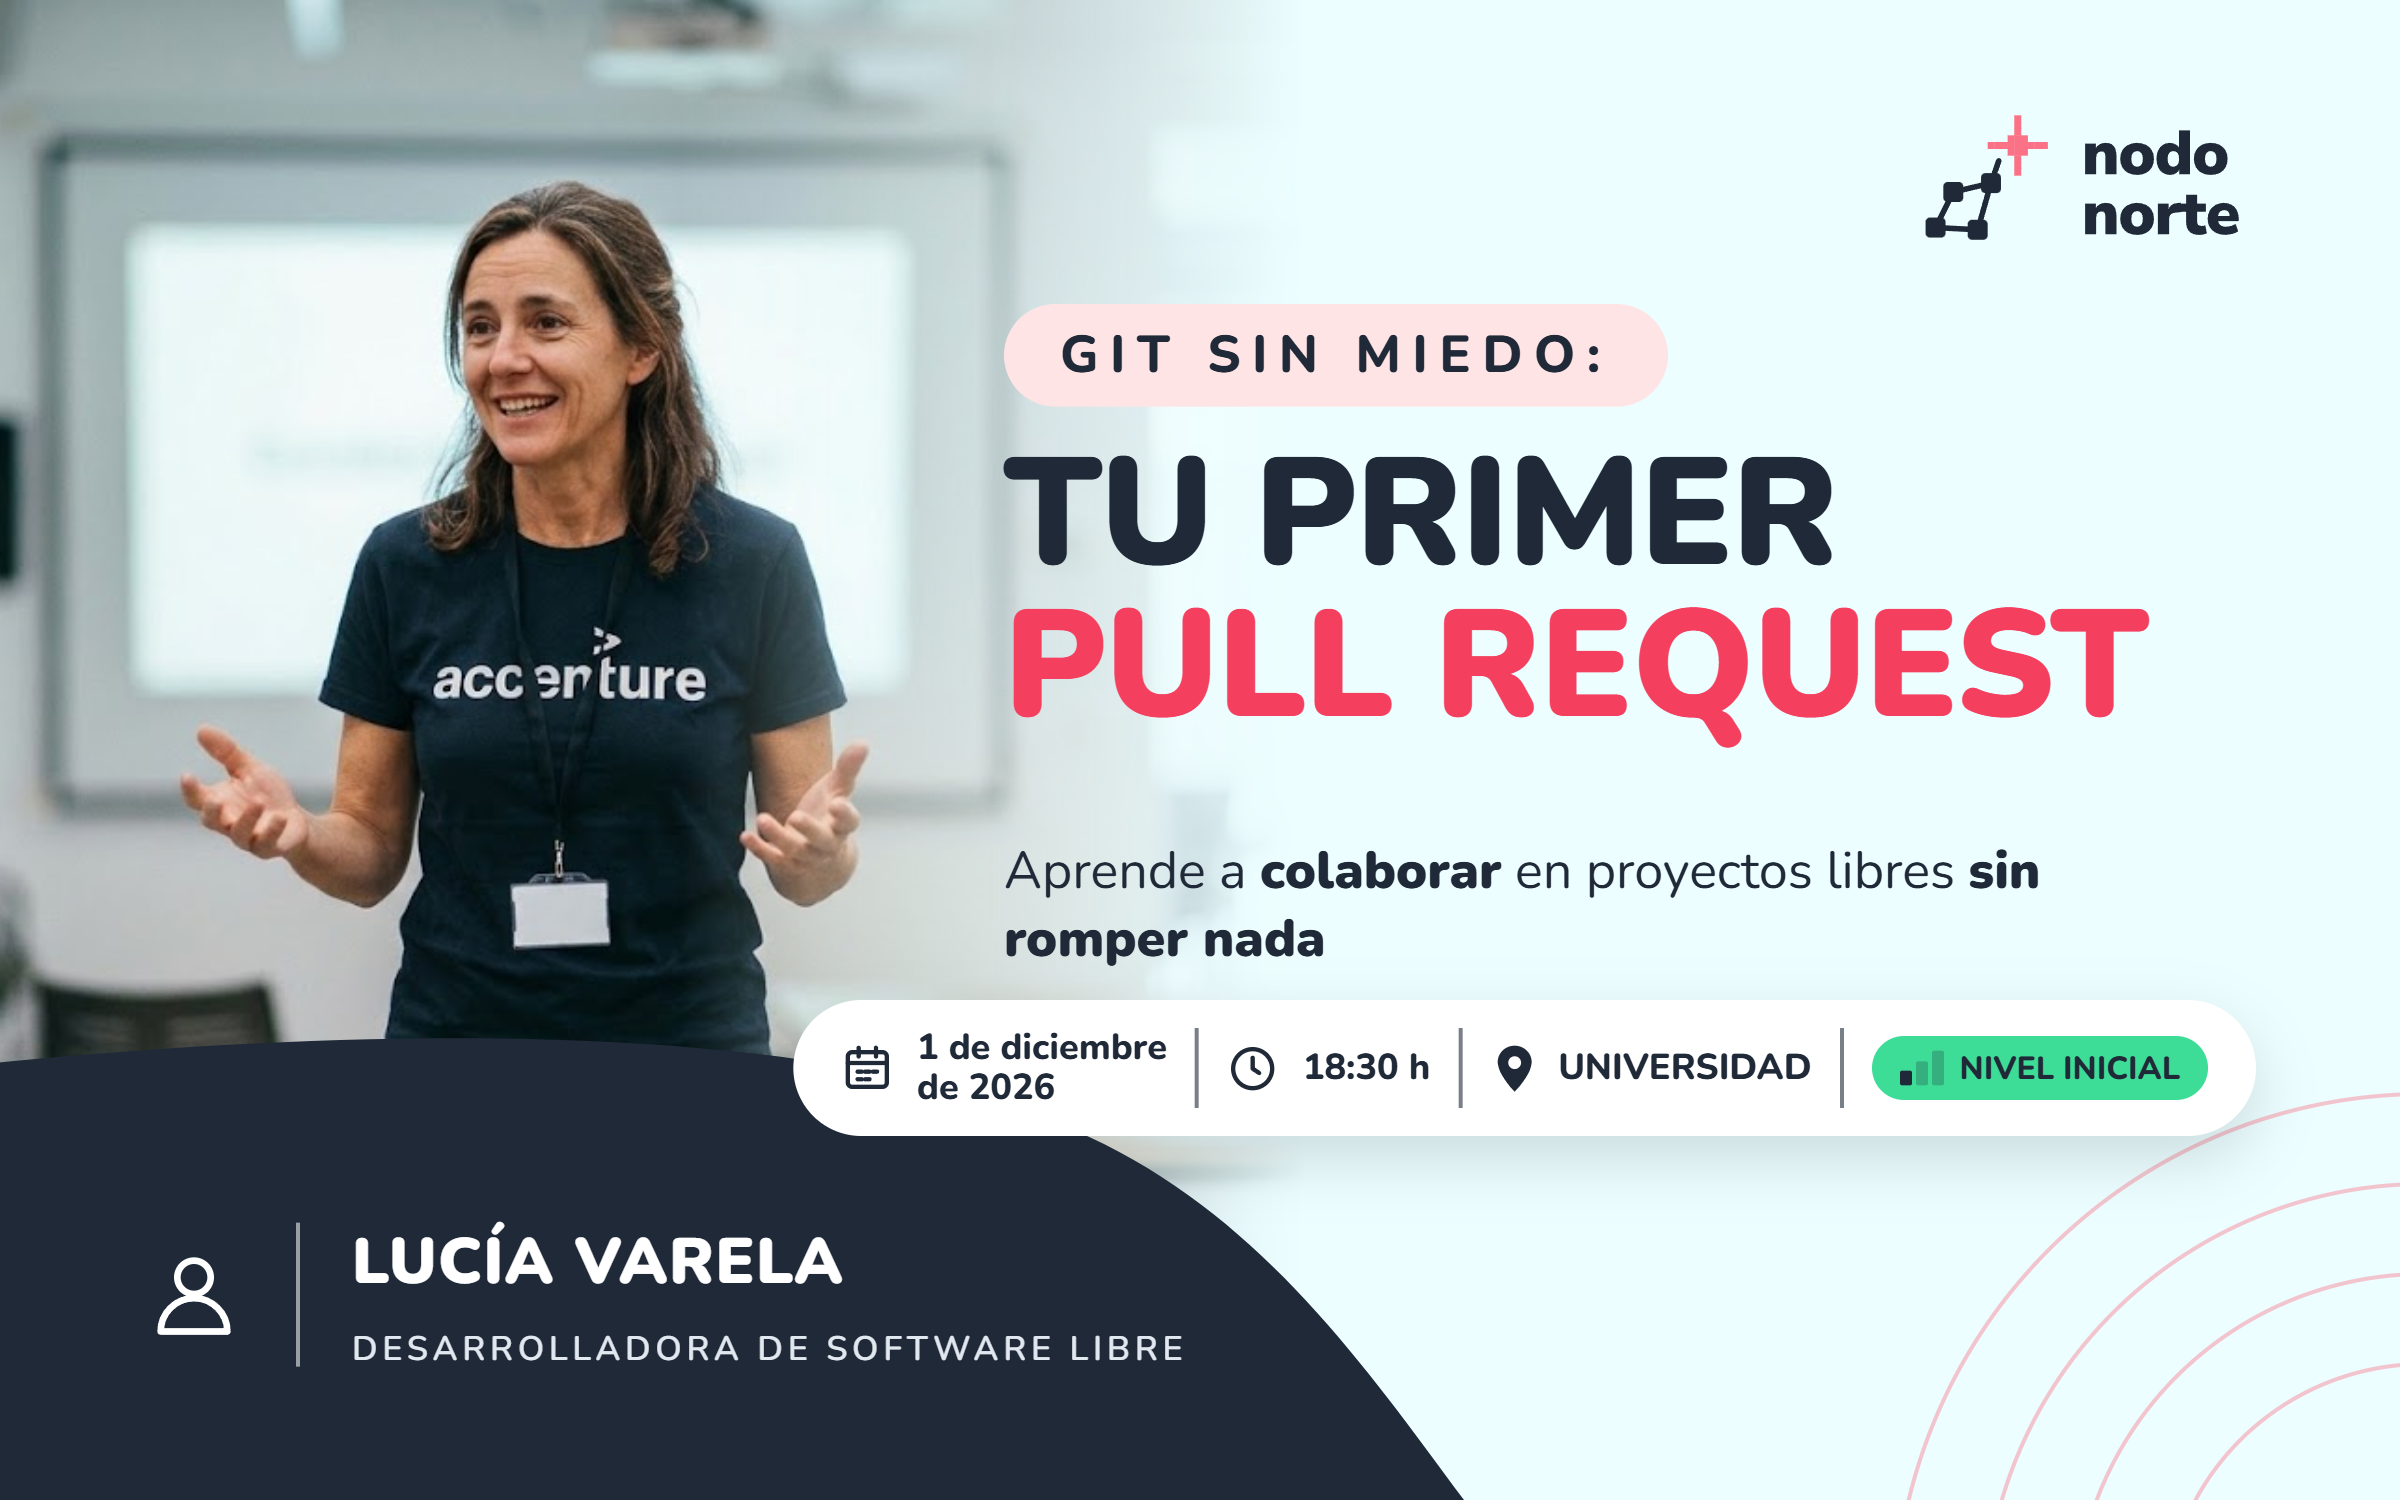 nodo
norte
GIT SIN MIEDO:
TU PRIMER
PULL REQUEST
accenture
Aprende a colaborar en proyectos libres sin
romper nada
1 de diciembre
de 2026
18:30 h
UNIVERSIDAD
NIVEL INICIAL
LUCÍA VARELA
DESARROLLADORA DE SOFTWARE LIBRE